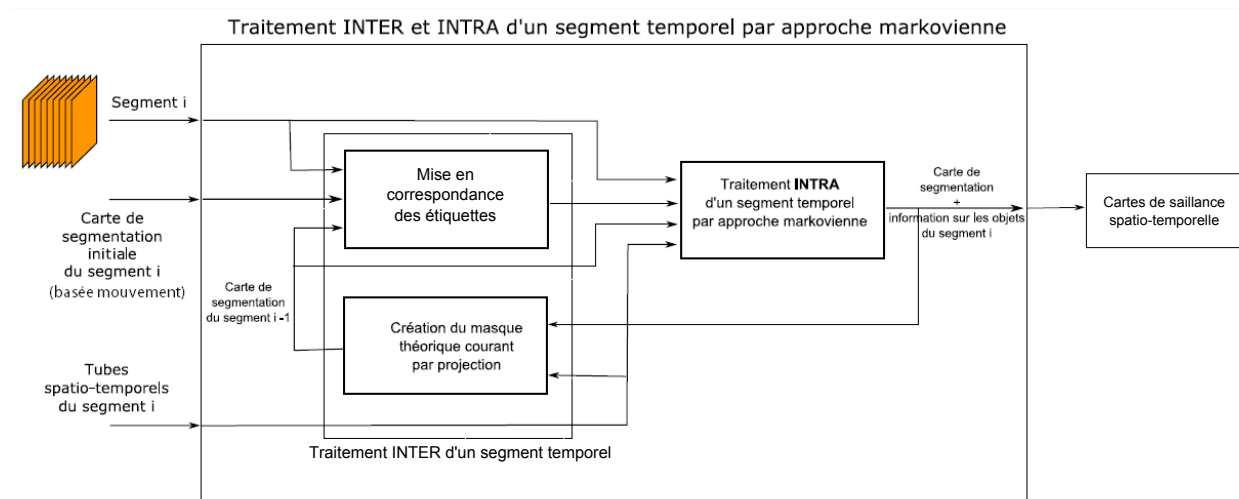 Traitement INTER et INTRA d'un segment temporel par approche markovienne
Segment i
Carte de
segmentation
initiale
du segment i
(basée mouvement)
Tubes
spatio-temporels
du segment i
Mise en
correspondance
des étiquettes
Carte de
segmentation
du segment i -1
Création du masque
théorique courant
par projection
Traitement INTER d'un segment temporel
Traitement INTRA
d'un segment temporel
par approche markovienne
Carte de
segmentation
+
information sur les objets
du segment i
Cartes de saillance
spatio-temporelle